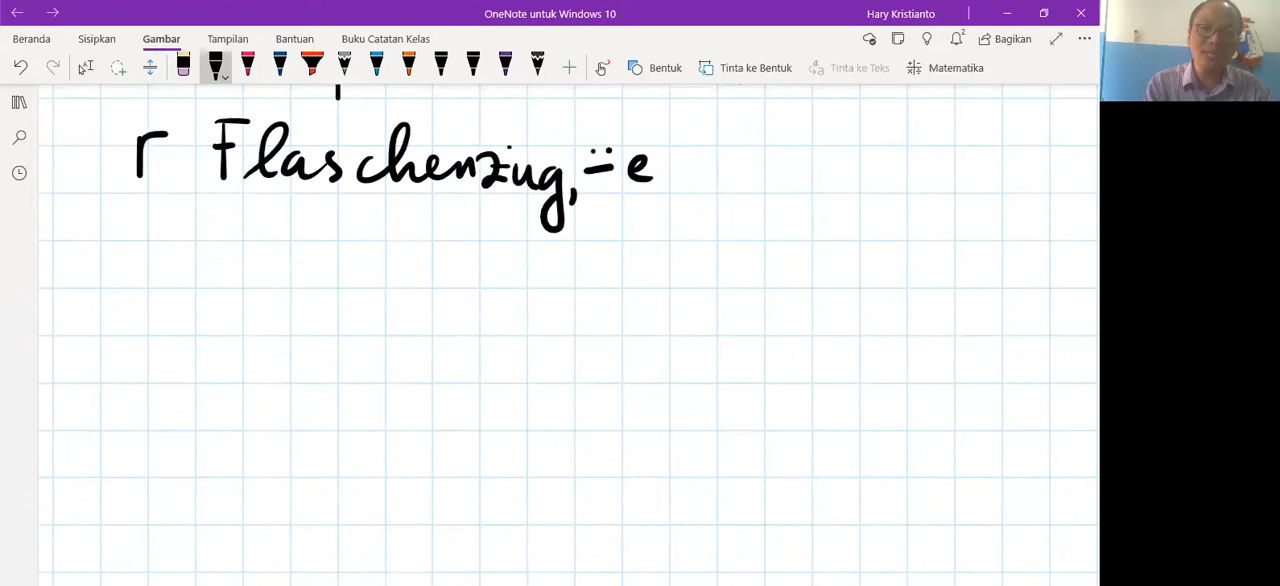 OneNote untuk Windows 10
Hary Kristianto
Beranda Sisipkan Gambar Tampilan Bantuan Buku Catatan Kelas
2 Bagikan
Bentuk Tinta ke Bentuk Tinta ke Teks Matematika
r Flaschenzug, ⸚e